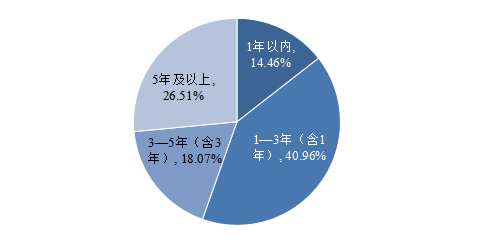 1年以内,
14.46%
1—3年（含1
年）, 40.96%
3—5年（含3
年）, 18.07%
5年及以上,
26.51%